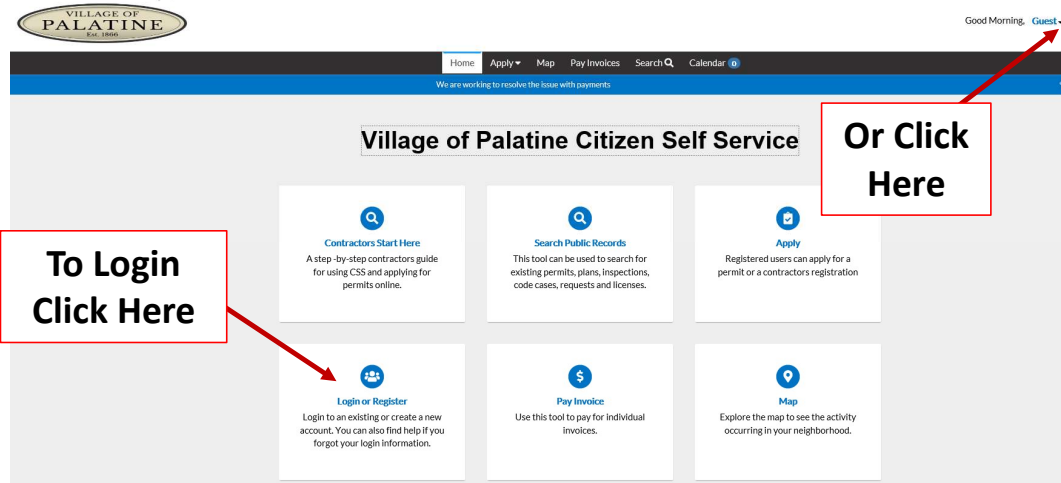 VILLAGE OF
PALATINE
Est. 1866
Good Morning, Guest
Home Apply Map Pay Invoices Search Calendar 0
We are working to resolve the issue with payments
Village of Palatine Citizen Self Service
Or Click
Here
To Login
Click Here
Contractors Start Here
A step -by-step contractors guide
for using CSS and applying for
permits online.
Search Public Records
This tool can be used to search for
existing permits, plans, inspections,
code cases, requests and licenses.
Apply
Registered users can apply for a
permit or a contractors registration
Login or Register
Login to an existing or create a new
account. You can also find help if you
forgot your login information.
Pay Invoice
Use this tool to pay for individual
invoices.
Map
Explore the map to see the activity
occurring in your neighborhood.